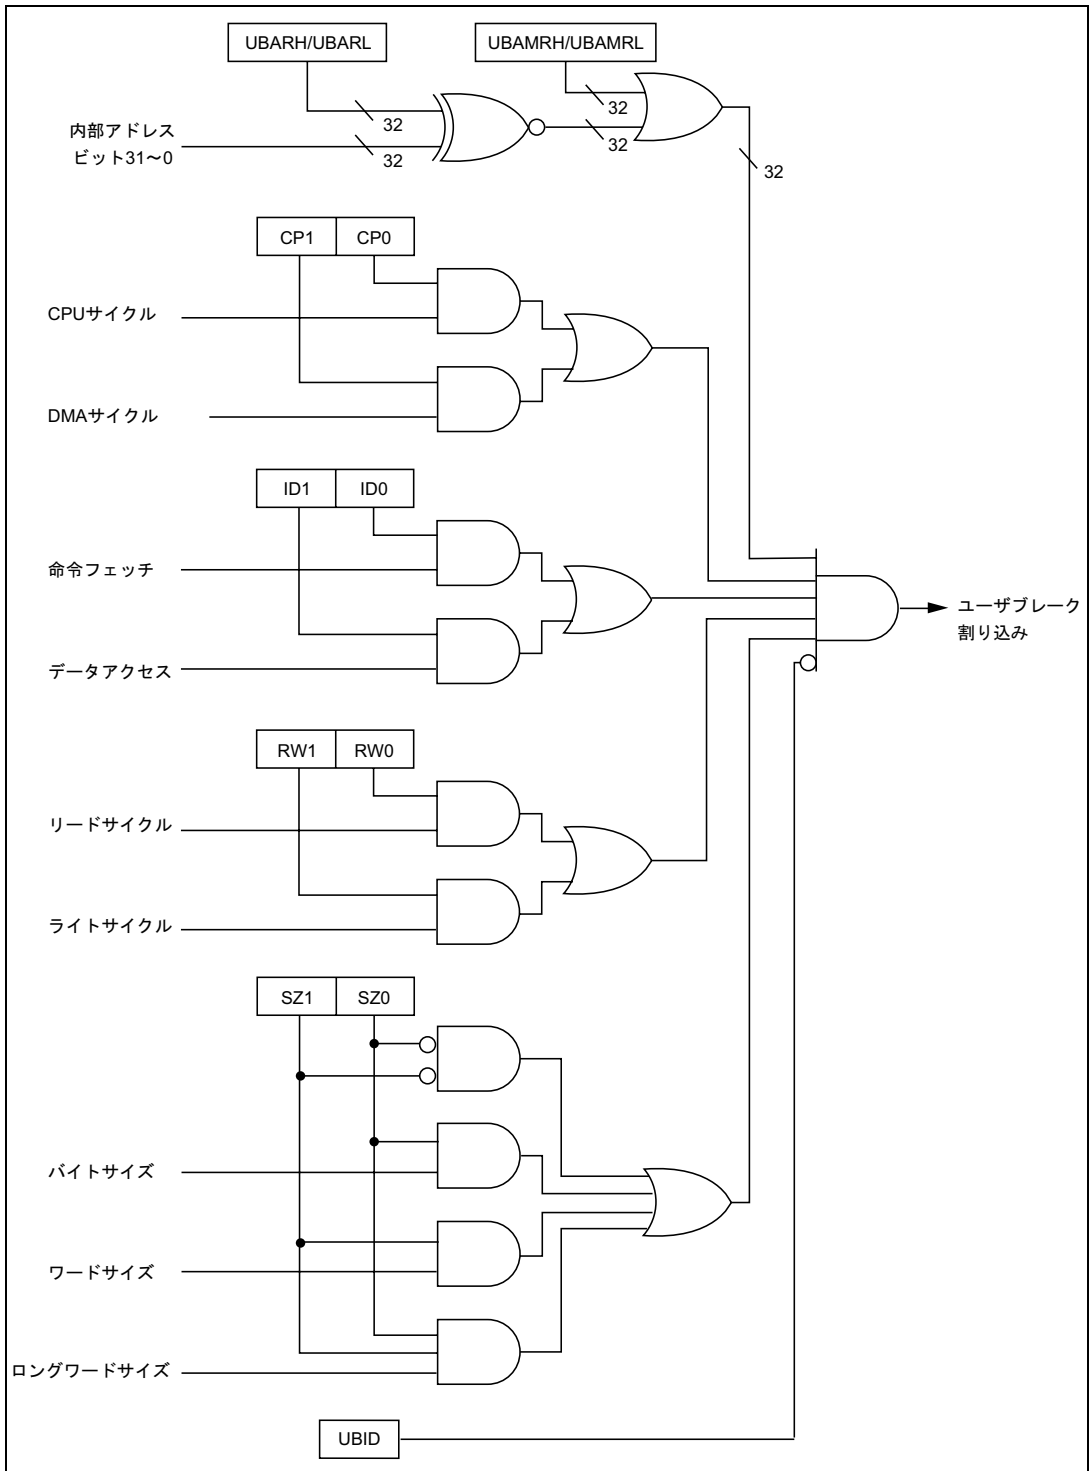 UBARH/UBARL
UBAMRH/UBAMRL
32
32
内部アドレス
ビット31～0
32
32
32
CP1
CP0
CPUサイクル
DMAサイクル
ID1
ID0
命令フェッチ
データアクセス
ユーザブレーク
割り込み
RW1
RW0
リードサイクル
ライトサイクル
SZ1
SZ0
バイトサイズ
ワードサイズ
ロングワードサイズ
UBID